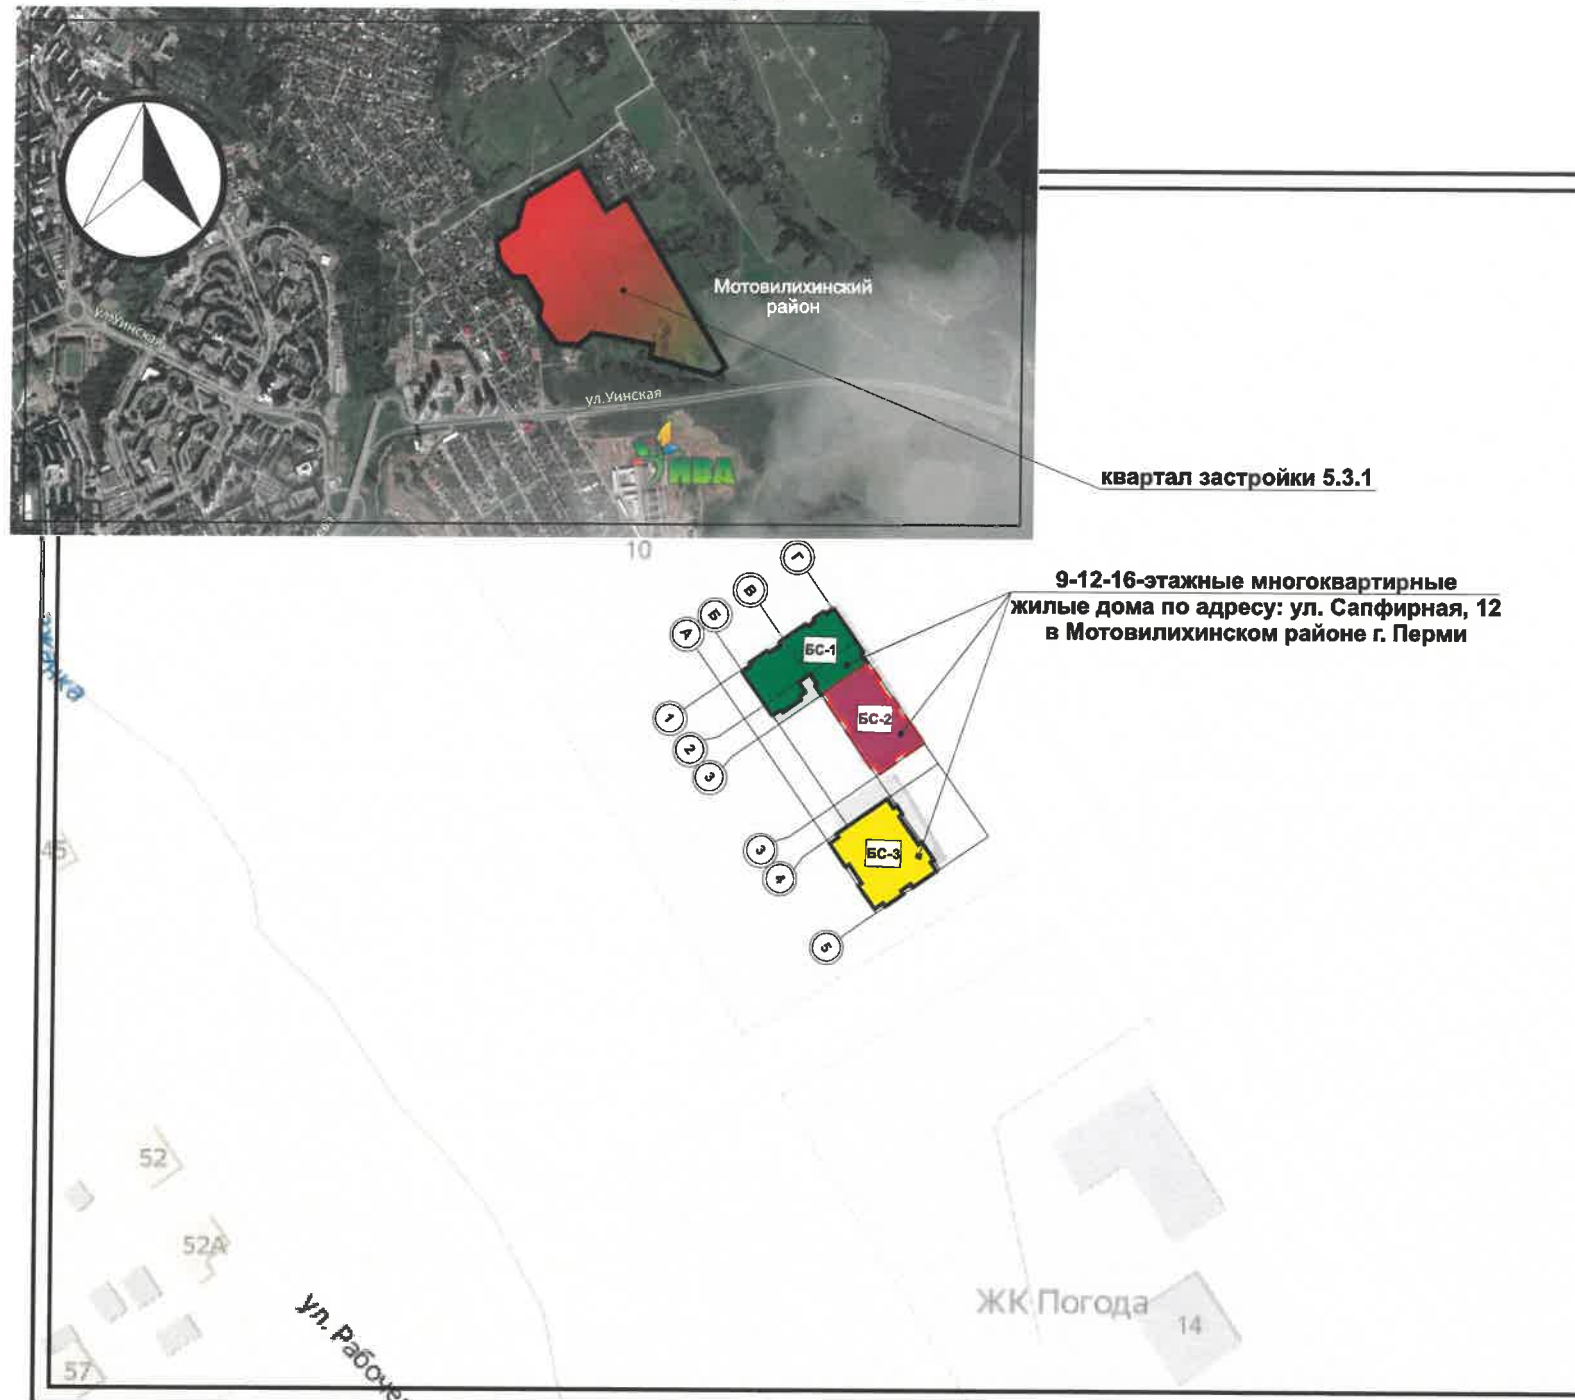 N
Мотовилихинский
район
ул.Уинская
ул.Уинская
ИВА
квартал застройки 5.3.1
10
9-12-16-этажные многоквартирные
жилые дома по адресу: ул. Сапфирная, 12
в Мотовилихинском районе г. Перми
Г
В
Б
А
БС-1
1
БС-2
2
3
45
3
БС-3
4
5
52
52А
ЖК Погода
14
ул. Рабоче
57